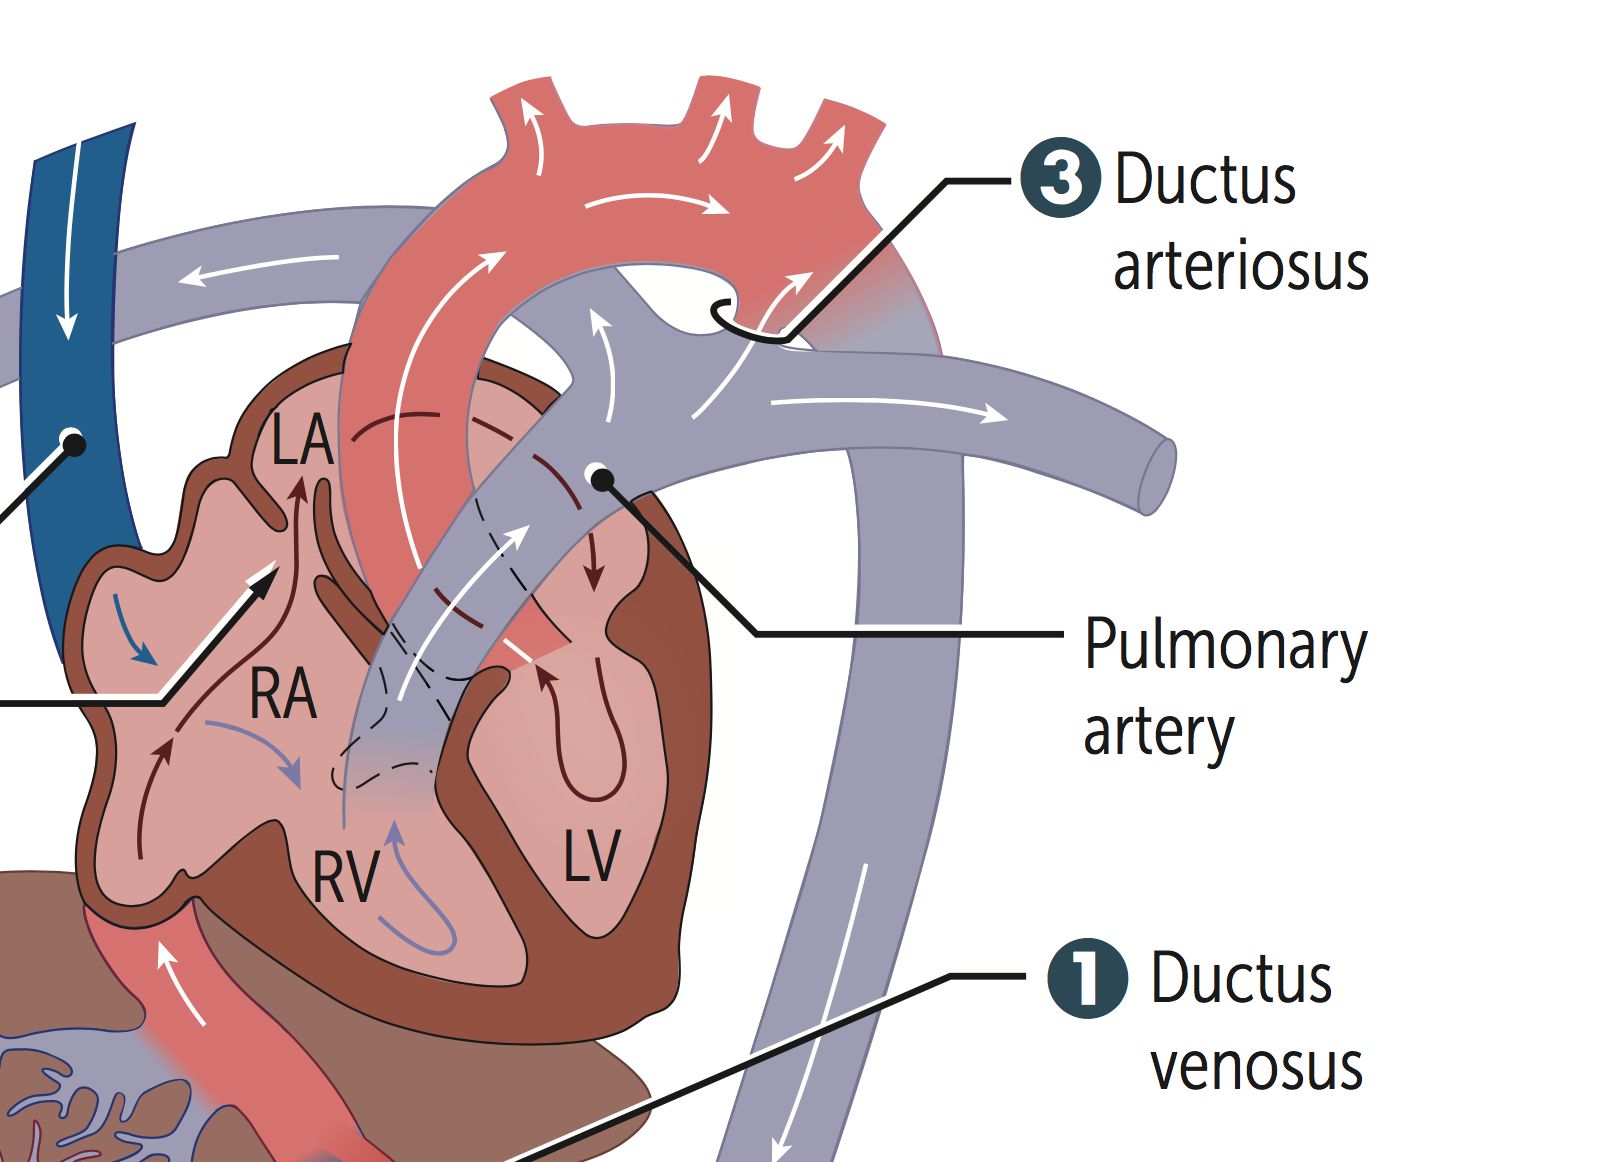 3 Ductus
arteriosus
LA
RA
Pulmonary
artery
RV
LV
1 Ductus
venosus